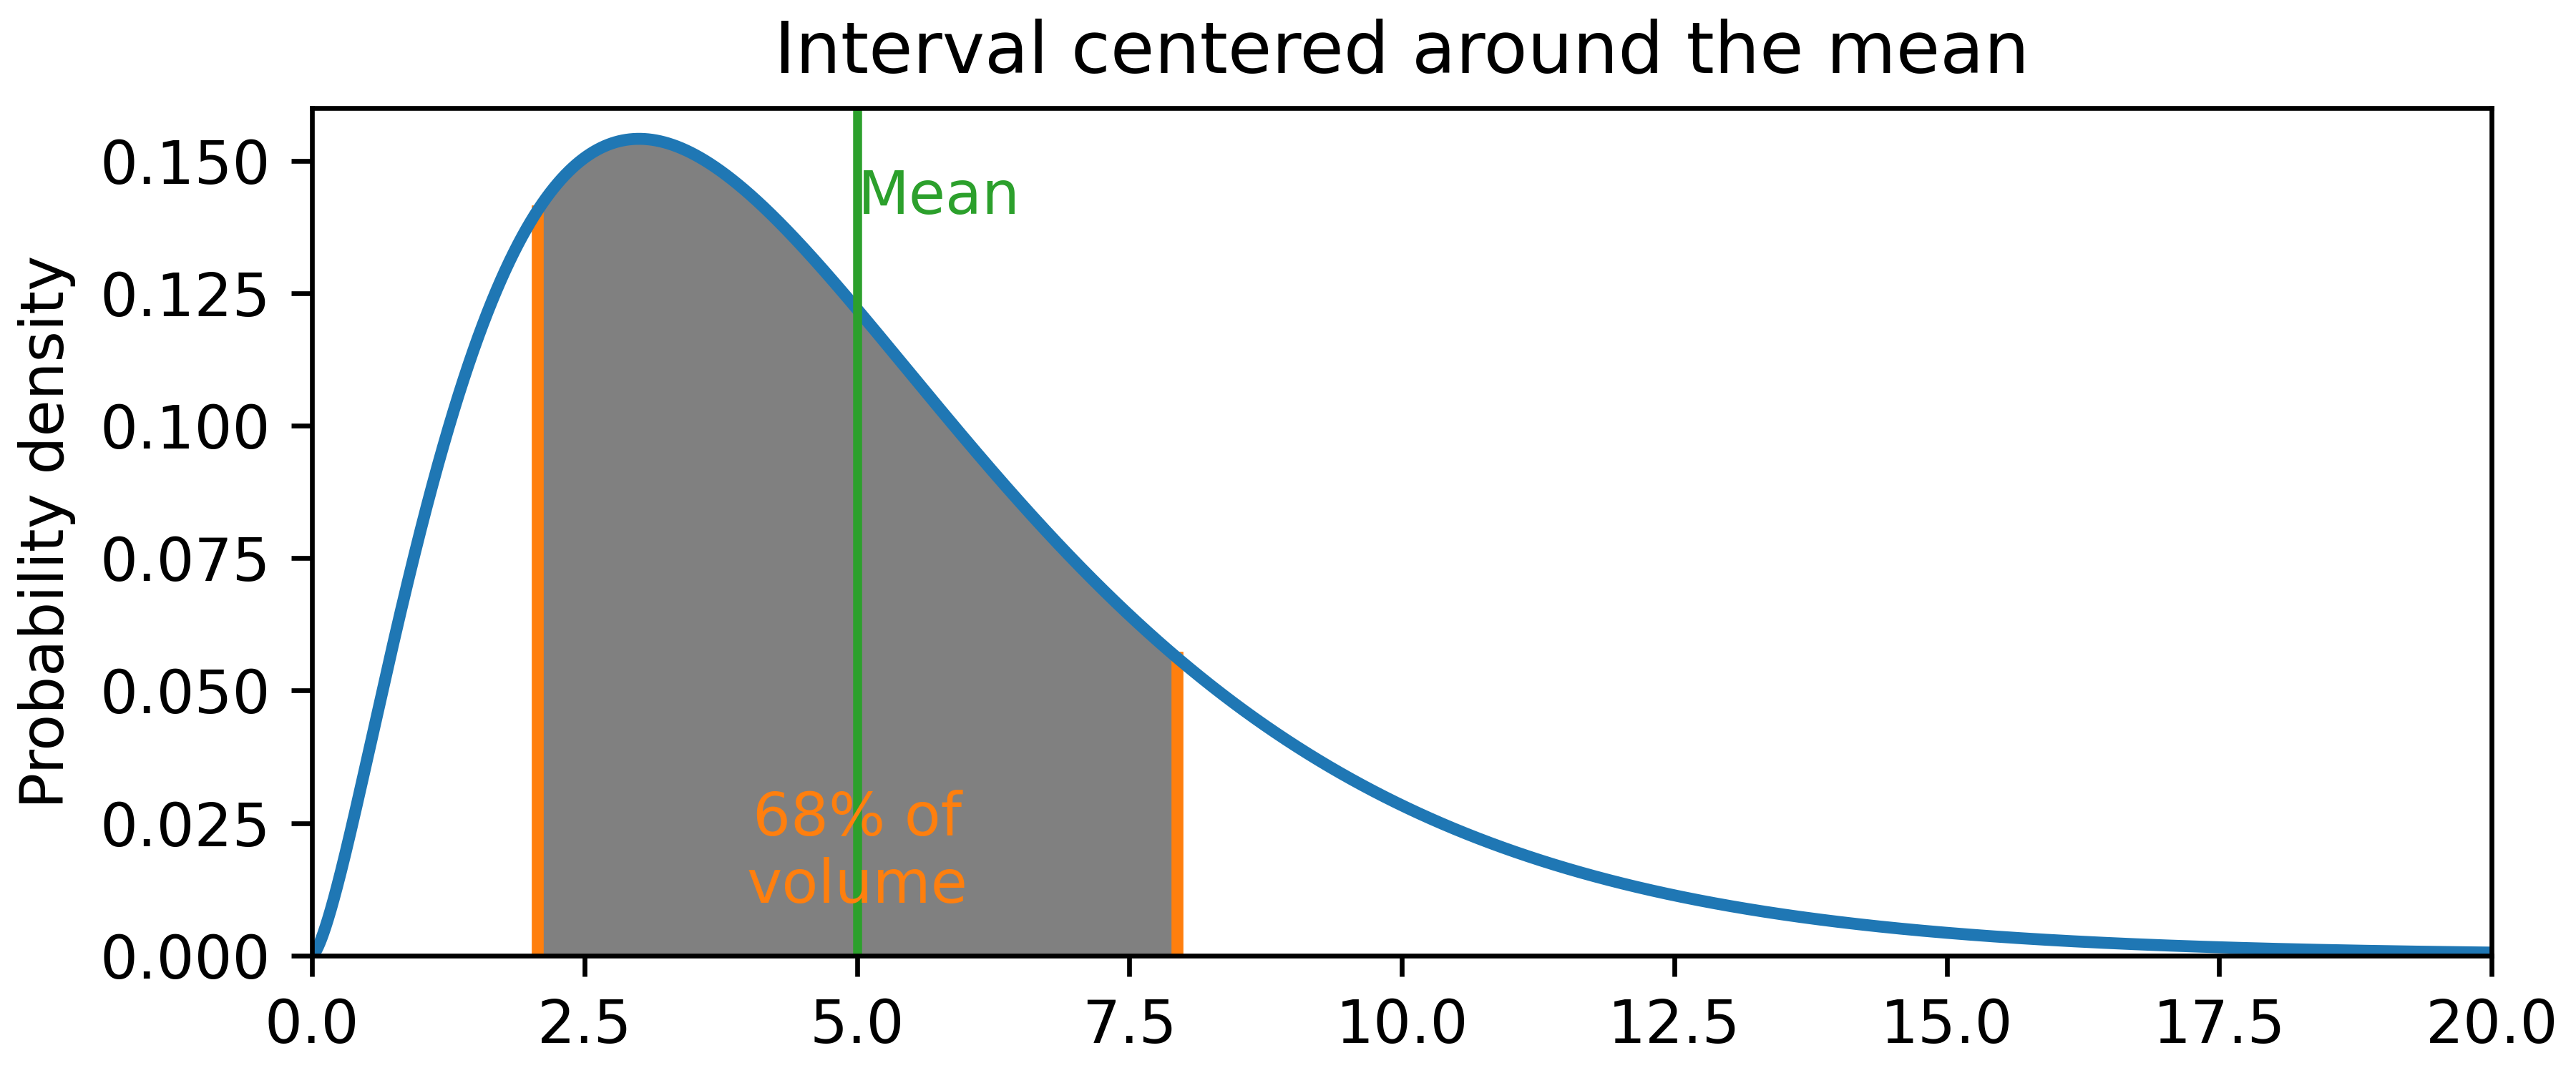 Interval centered around the mean
Probability density
0.150
0.125
0.100
0.075
0.050
0.025
0.000
Mean
68% of
volume
0.0 2.5 5.0 7.5 10.0 12.5 15.0 17.5 20.0